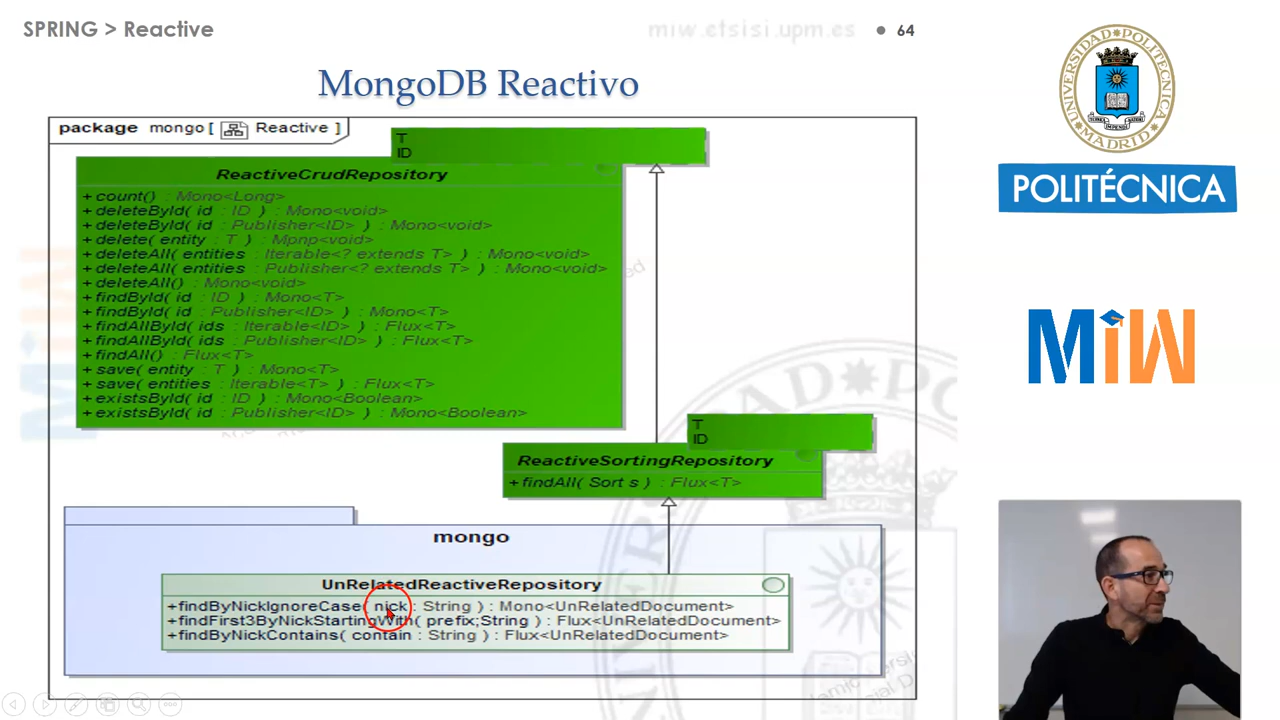 SPRING > Reactive
miw.etsisi.upm.es
64
MongoDB Reactivo
package mongo [ Reactive ]
T
ID
ReactiveCrudRepository
+ count() : Mono<Long>
+ deleteById( id : ID ) : Mono<void>
+ deleteById( id : Publisher<ID> ) : Mono<void>
+ delete( entity : T ) : Mpnp<void>
+ deleteAll( entities : Iterable<? extends T> ) : Mono<void>
+ deleteAll( entities : Publisher<? extends T> ) : Mono<void>
+ deleteAll() : Mono<void>
+ findById( id : ID ) : Mono<T>
+ findById( id : Publisher<ID> ) : Mono<T>
+ findAllById( ids : Iterable<ID> ) : Flux<T>
+ findAllById( ids : Publisher<ID> ) : Flux<T>
+ findAll() : Flux<T>
+ save( entity : T ) : Mono<T>
+ save( entities : Iterable<T> ) : Flux<T>
+ existsById( id : ID ) : Mono<Boolean>
+ existsById( id : Publisher<ID> ) : Mono<Boolean>
T
ID
ReactiveSortingRepository
+ findAll( Sort s ) : Flux<T>
mongo
UnRelatedReactiveRepository
+findByNickIgnoreCase( nick : String ) : Mono<UnRelatedDocument>
+findFirst3ByNickStartingWith( prefix;String ) : Flux<UnRelatedDocument>
+findByNickContains( contain : String ) : Flux<UnRelatedDocument>
UNIVERSIDAD POLITÉCNICA
MADRID
POLITÉCNICA
MiW